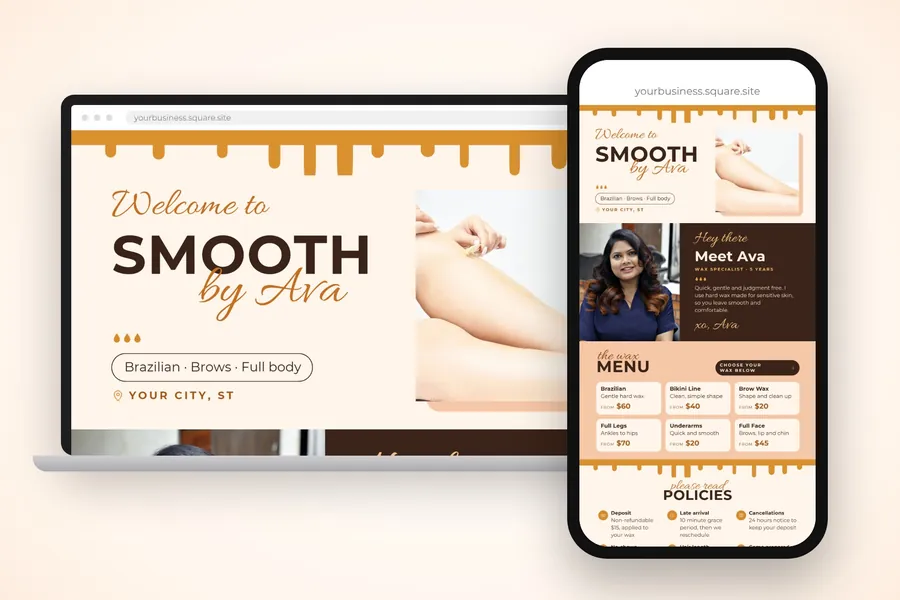 yourbusiness.square.site
Welcome to
SMOOTH
by Ava
Brazilian · Brows · Full body
YOUR CITY, ST
yourbusiness.square.site
Welcome to
SMOOTH
by Ava
Brazilian · Brows · Full body
YOUR CITY, ST
Hey there
Meet Ava
WAX SPECIALIST · 5 YEARS
Quick, gentle and judgment free. I
use hard wax made for sensitive skin,
so you leave smooth and
comfortable.
xo, Ava
the wax
MENU
CHOOSE YOUR
WAX BELOW
Brazilian
Gentle hard wax
FROM $60
Bikini Line
Clean, simple shape
FROM $40
Brow Wax
Shape and clean up
FROM $20
Full Legs
Ankles to hips
FROM $70
Underarms
Quick and smooth
FROM $20
Full Face
Brows, lip and chin
FROM $45
please read
POLICIES
Deposit
Non-refundable
$15, applied to
your wax
Late arrival
10 minute grace
period, then we
reschedule
Cancellations
24 hours notice to
keep your deposit